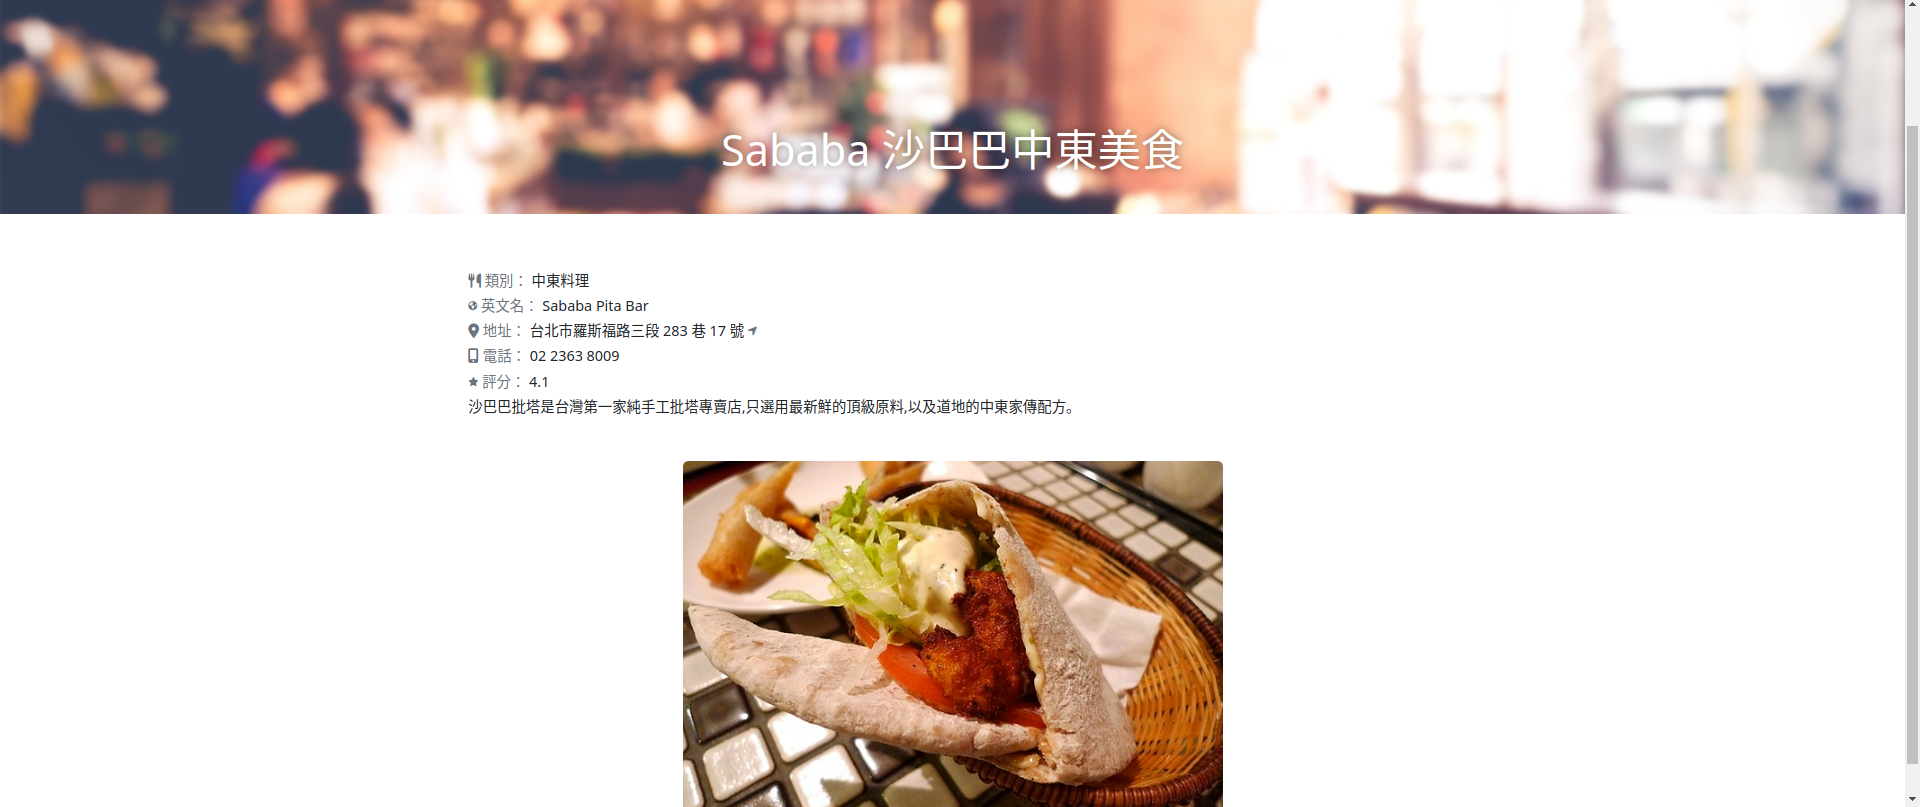 Sababa 沙巴巴中東美食
類別： 中東料理
英文名： Sababa Pita Bar
地址： 台北市羅斯福路三段 283 巷 17 號
電話： 02 2363 8009
評分： 4.1
沙巴巴批塔是台灣第一家純手工批塔專賣店,只選用最新鮮的頂級原料,以及道地的中東家傳配方。